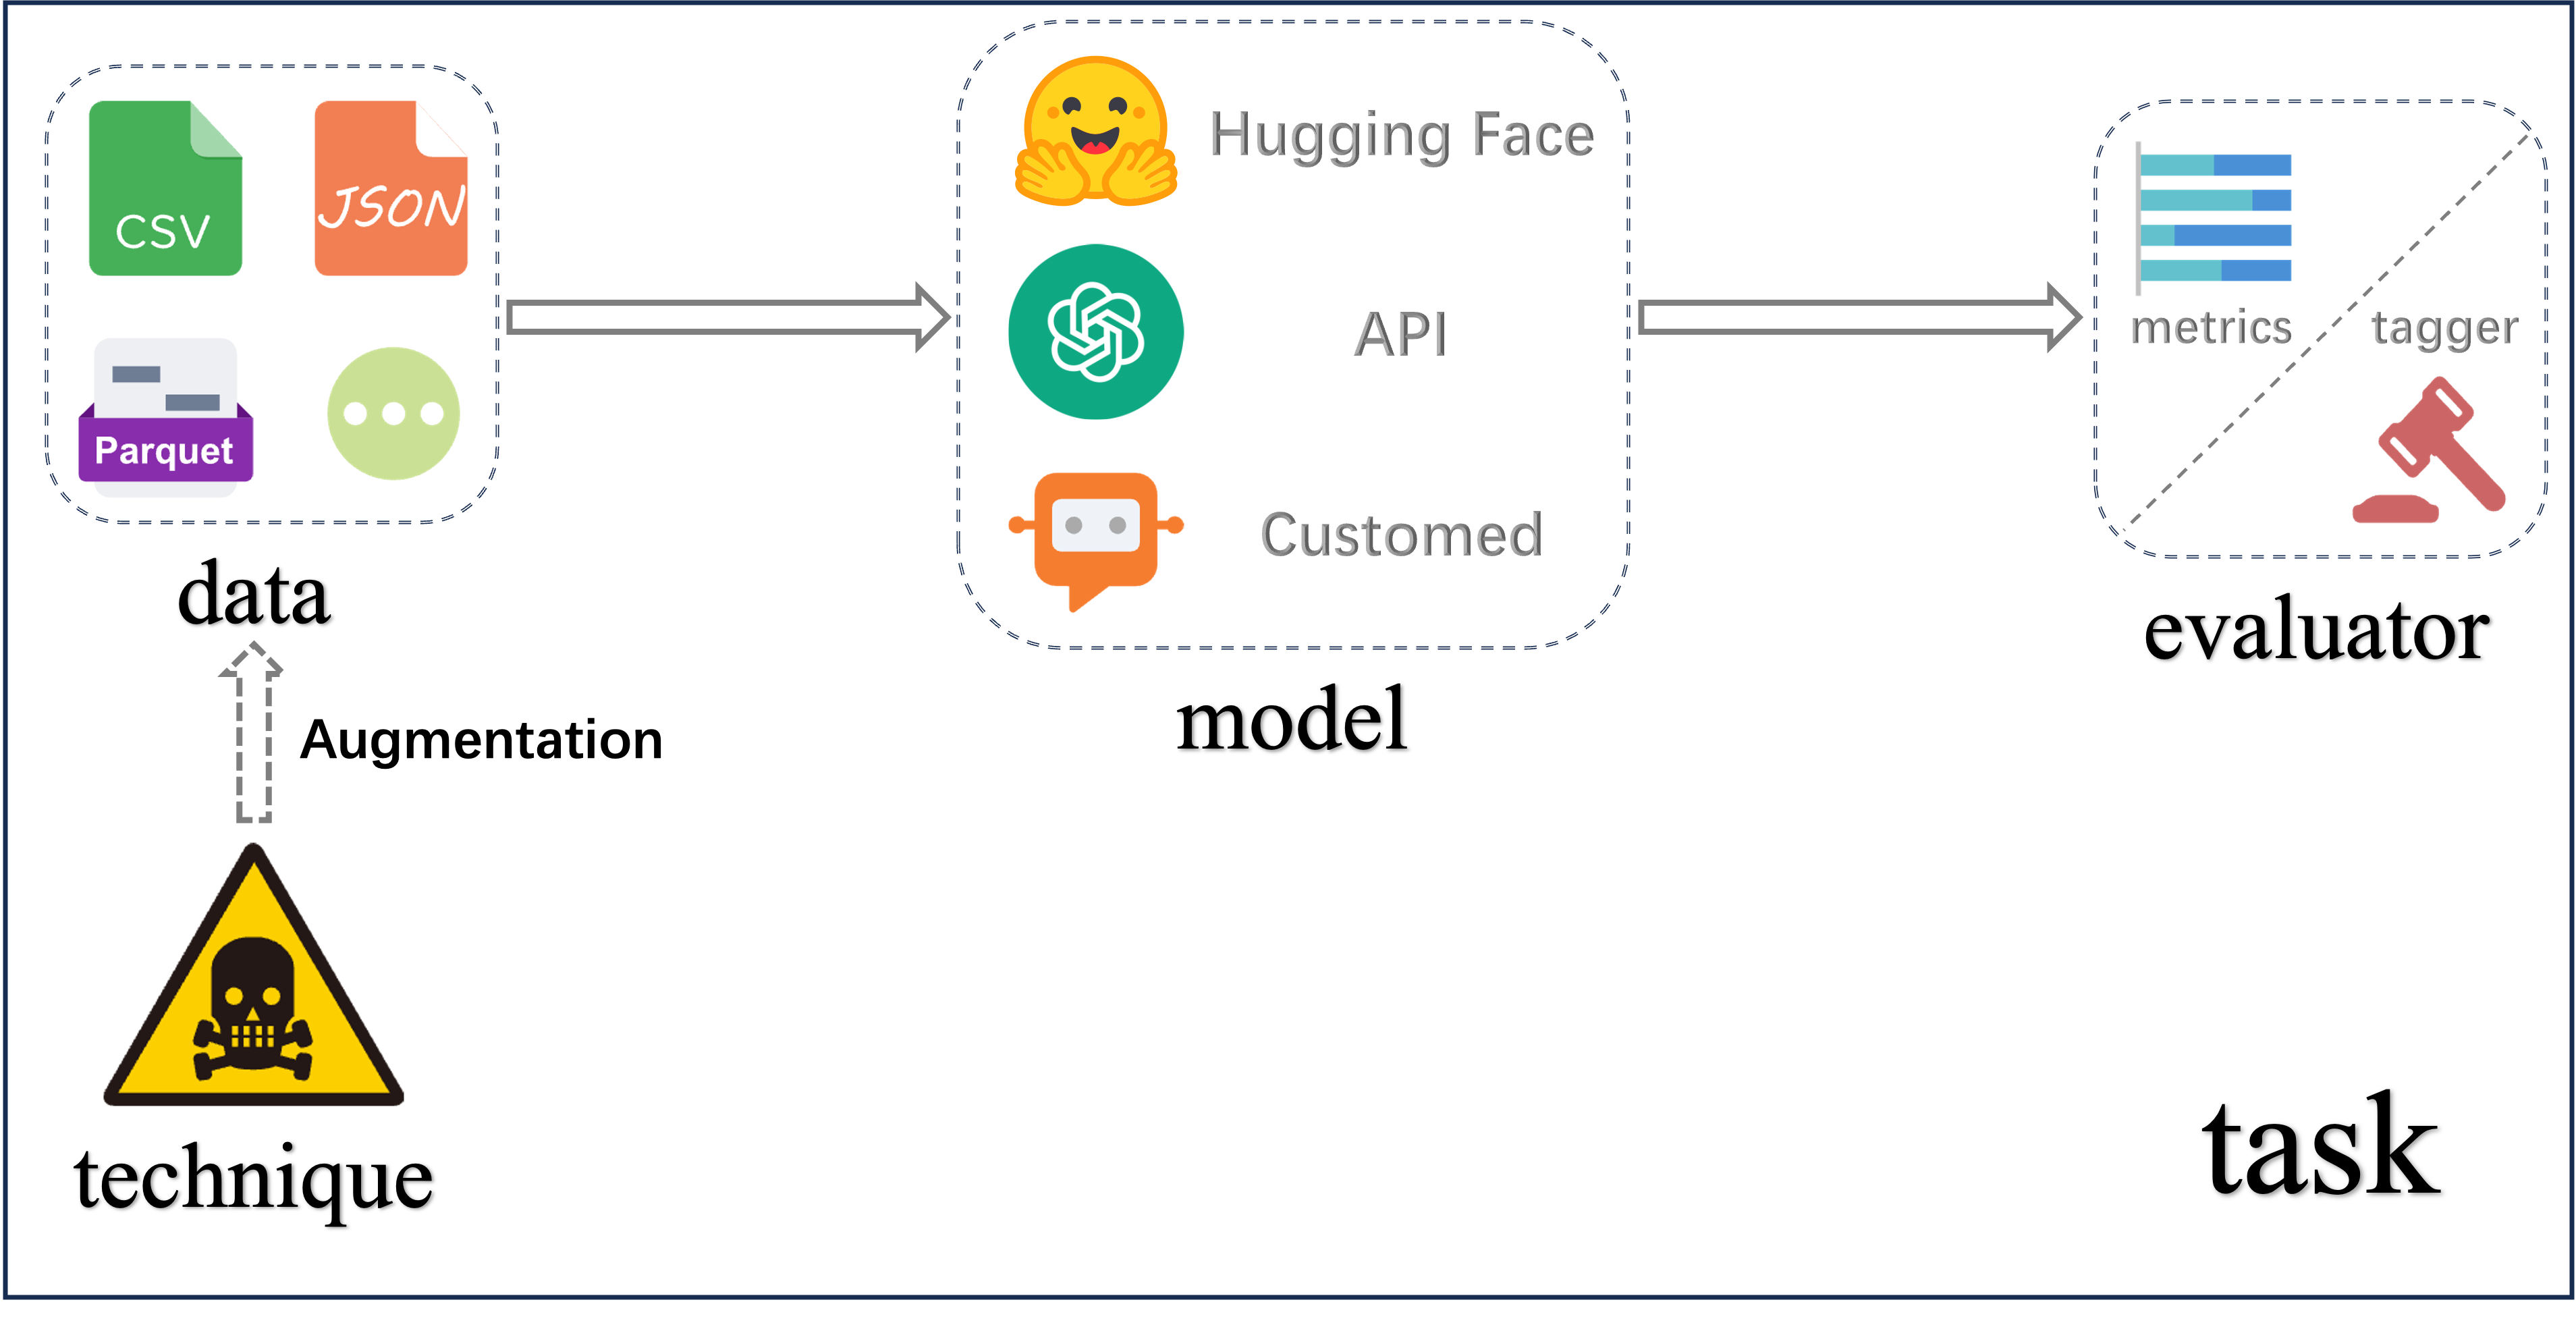 CSV
JSON
Parquet
data
Augmentation
technique
Hugging Face
API
Customed
model
metrics
tagger
evaluator
task